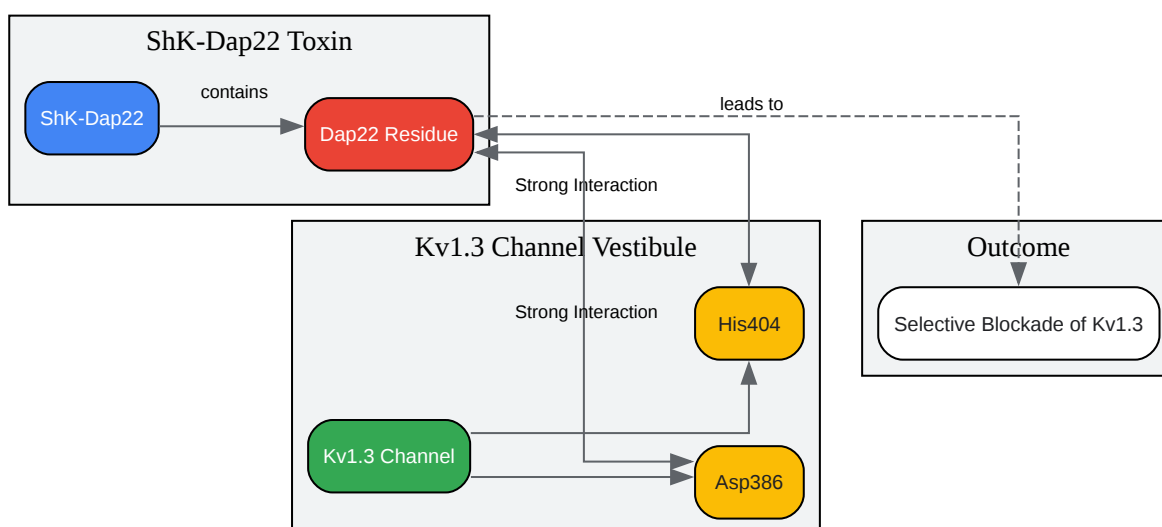 ShK-Dap22 Toxin
contains
leads to
ShK-Dap22
Dap22 Residue
Strong Interaction
Kv1.3 Channel Vestibule
Outcome
Strong Interaction
His404
Selective Blockade of Kv1.3
Kv1.3 Channel
Asp386